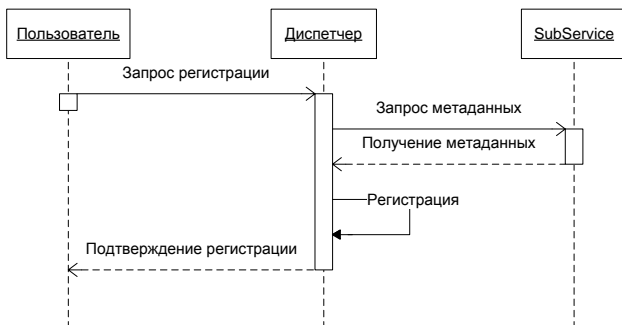 Пользователь
Диспетчер
SubService
Запрос регистрации
Запрос метаданных
Получение метаданных
Регистрация
Подтверждение регистрации